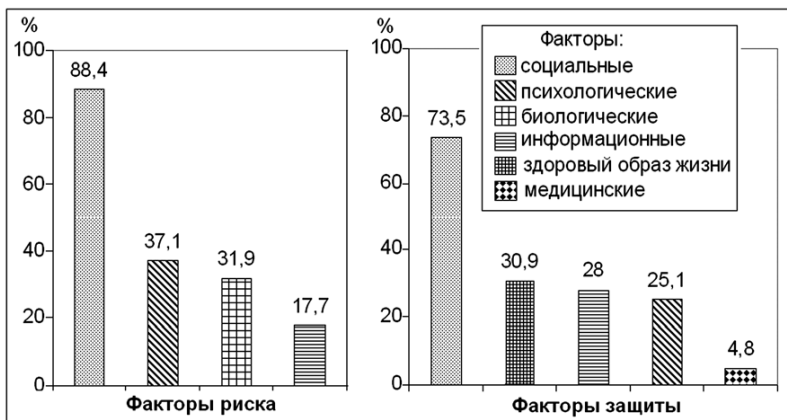 %
100
80
60
40
20
0
88,4
37,1
31,9
17,7
Факторы риска
%
100
80
60
40
20
0
73,5
30,9
28
25,1
4,8
Факторы защиты
Факторы:
социальные
психологические
биологические
информационные
здоровый образ жизни
медицинские